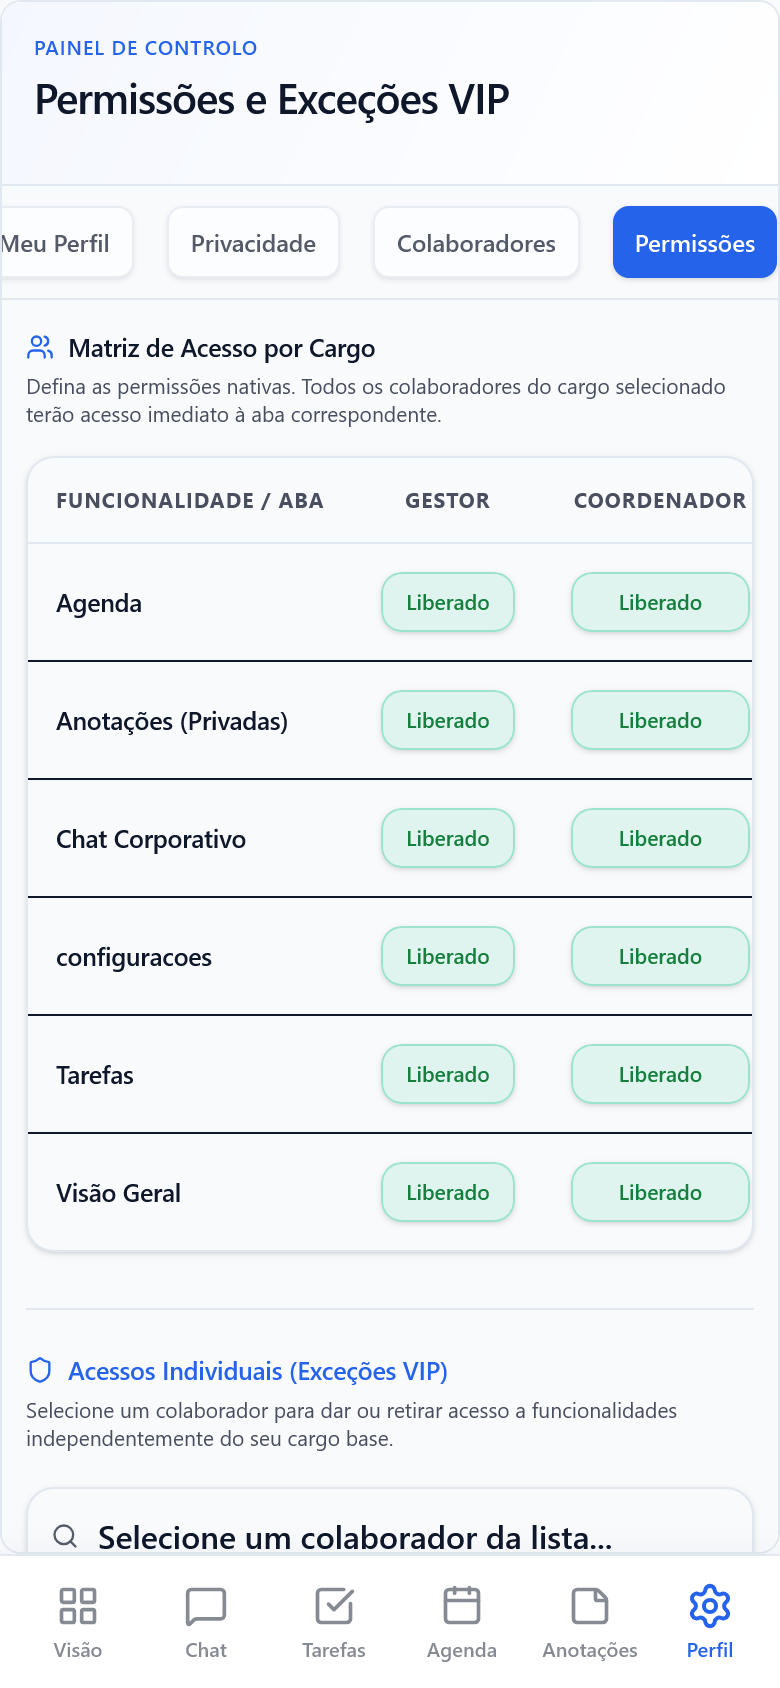 PAINEL DE CONTROLO
Permissões e Exceções VIP
Meu Perfil
Privacidade
Colaboradores
Permissões
Matriz de Acesso por Cargo
Defina as permissões nativas. Todos os colaboradores do cargo selecionado
terão acesso imediato à aba correspondente.
FUNCIONALIDADE / ABA GESTOR COORDENADOR
Agenda Liberado Liberado
Anotações (Privadas) Liberado Liberado
Chat Corporativo Liberado Liberado
configuracoes Liberado Liberado
Tarefas Liberado Liberado
Visão Geral Liberado Liberado
Acessos Individuais (Exceções VIP)
Selecione um colaborador para dar ou retirar acesso a funcionalidades
independentemente do seu cargo base.
Selecione um colaborador da lista...
Visão Chat Tarefas Agenda Anotações Perfil